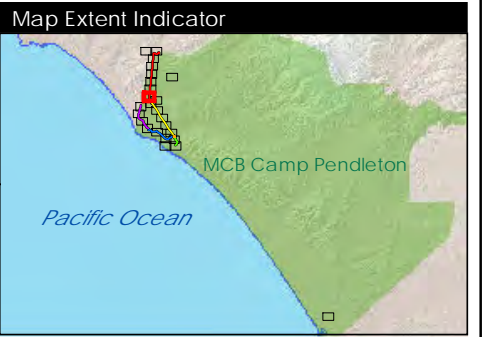 Map Extent Indicator
MCB Camp Pendleton
Pacific Ocean